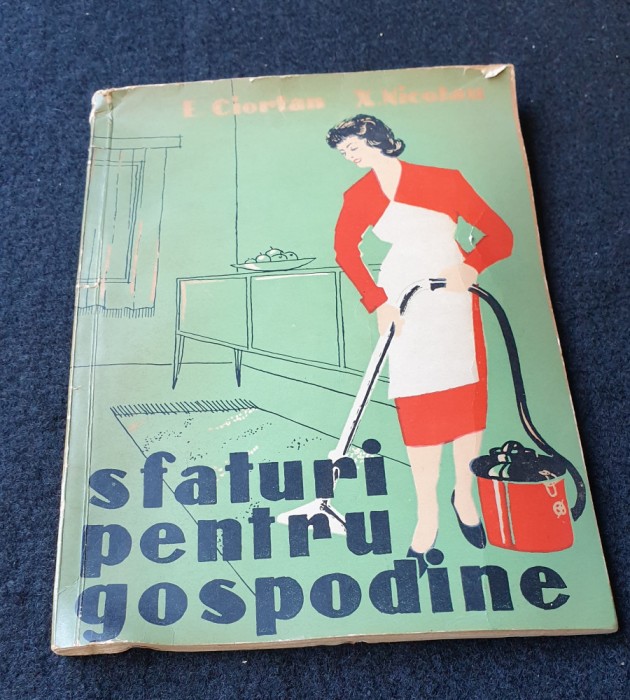 E Ciortan X Nicolau
sfaturi
pentru
gospodine